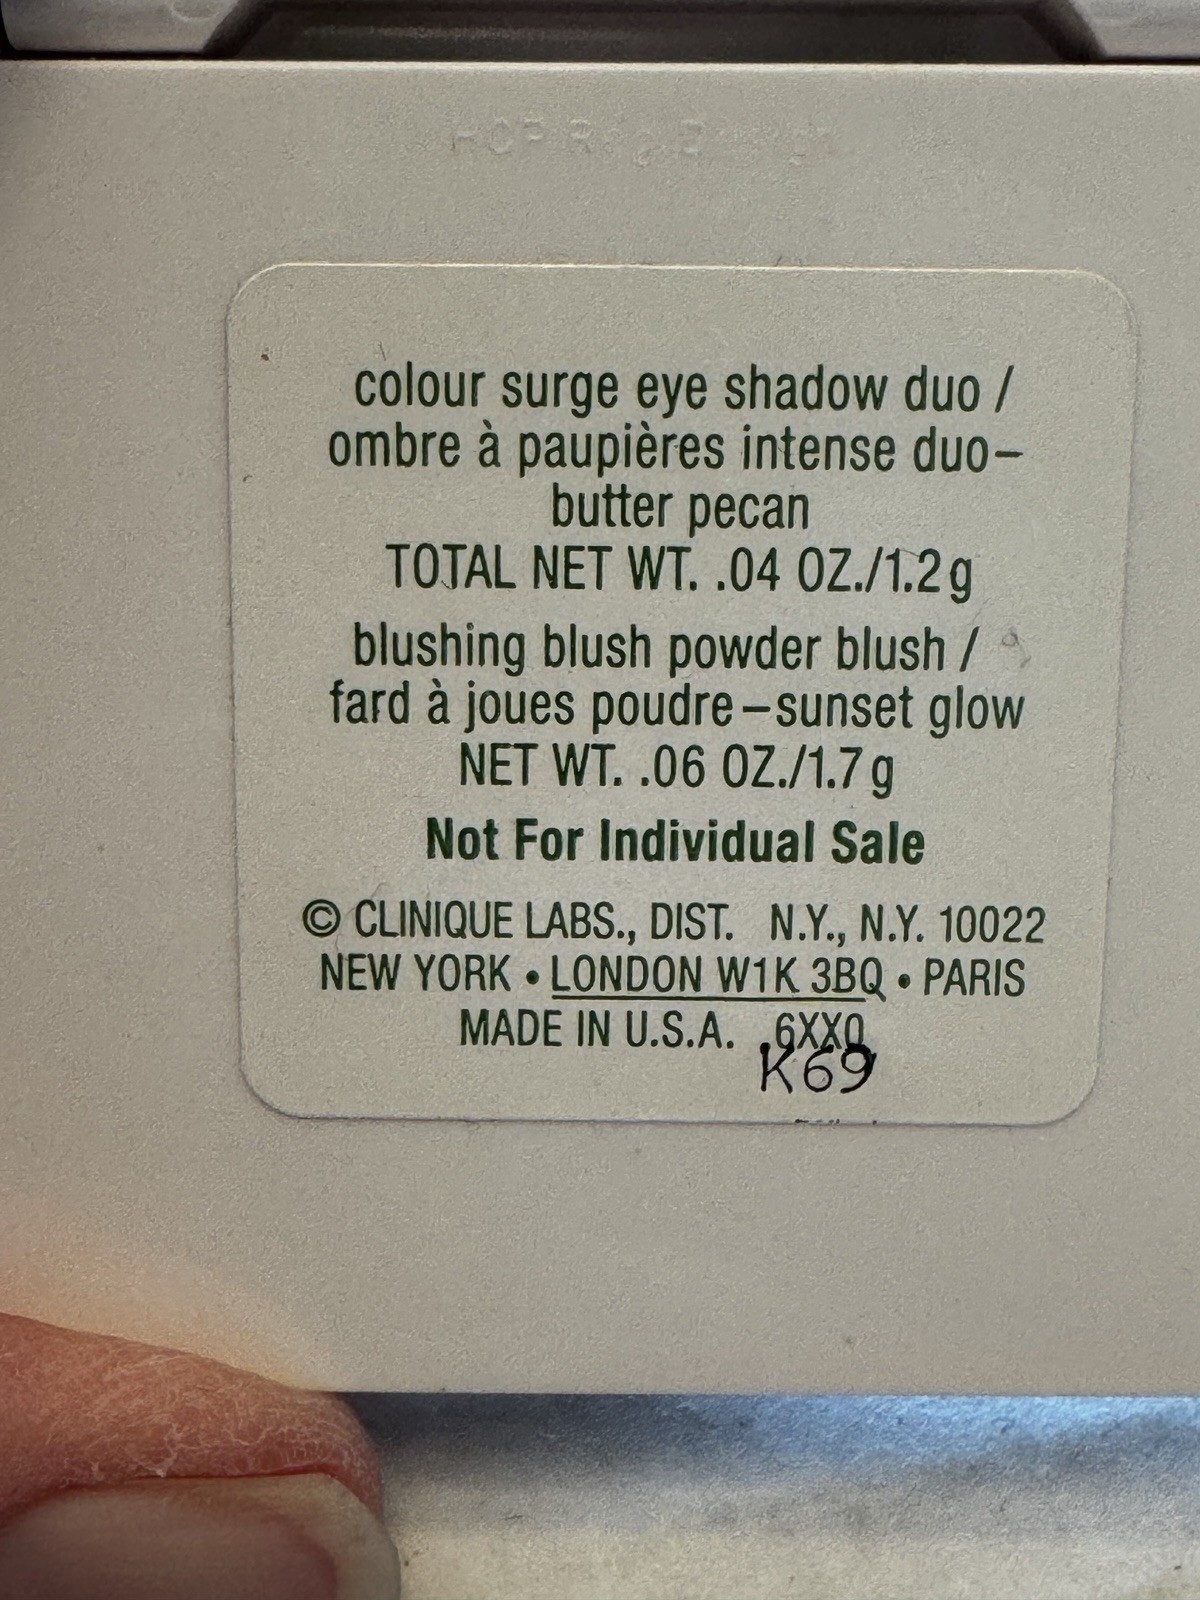 colour surge eye shadow duo /
ombre à paupières intense duo–
butter pecan
TOTAL NET WT. .04 OZ./1.2 g
blushing blush powder blush /
fard à joues poudre–sunset glow
NET WT. .06 OZ./1.7 g
Not For Individual Sale
© CLINIQUE LABS., DIST. N.Y., N.Y. 10022
NEW YORK • LONDON W1K 3BQ • PARIS
MADE IN U.S.A. 6XX0
K69